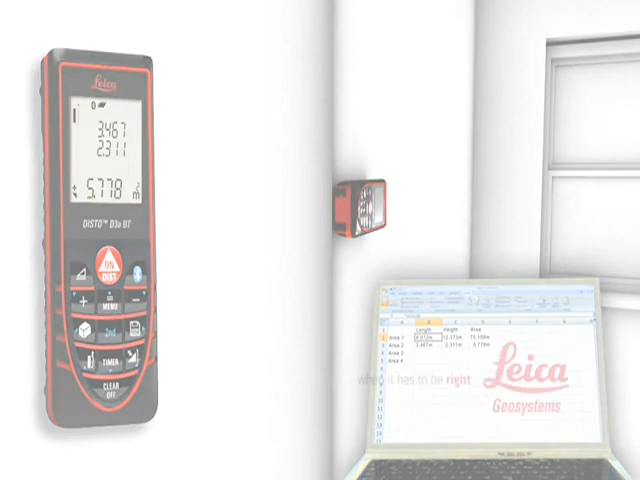 Leica
0
3.467
2.311
5.778 m²
DISTO™ D3a BT
ON
DIST
+
MENU
−
2nd
TIMER
CLEAR
OFF
Length Height Area
Area 1
Area 2 3.467m 2.311m
Area 3
Area 4
when it has to be right
Leica
Geosystems